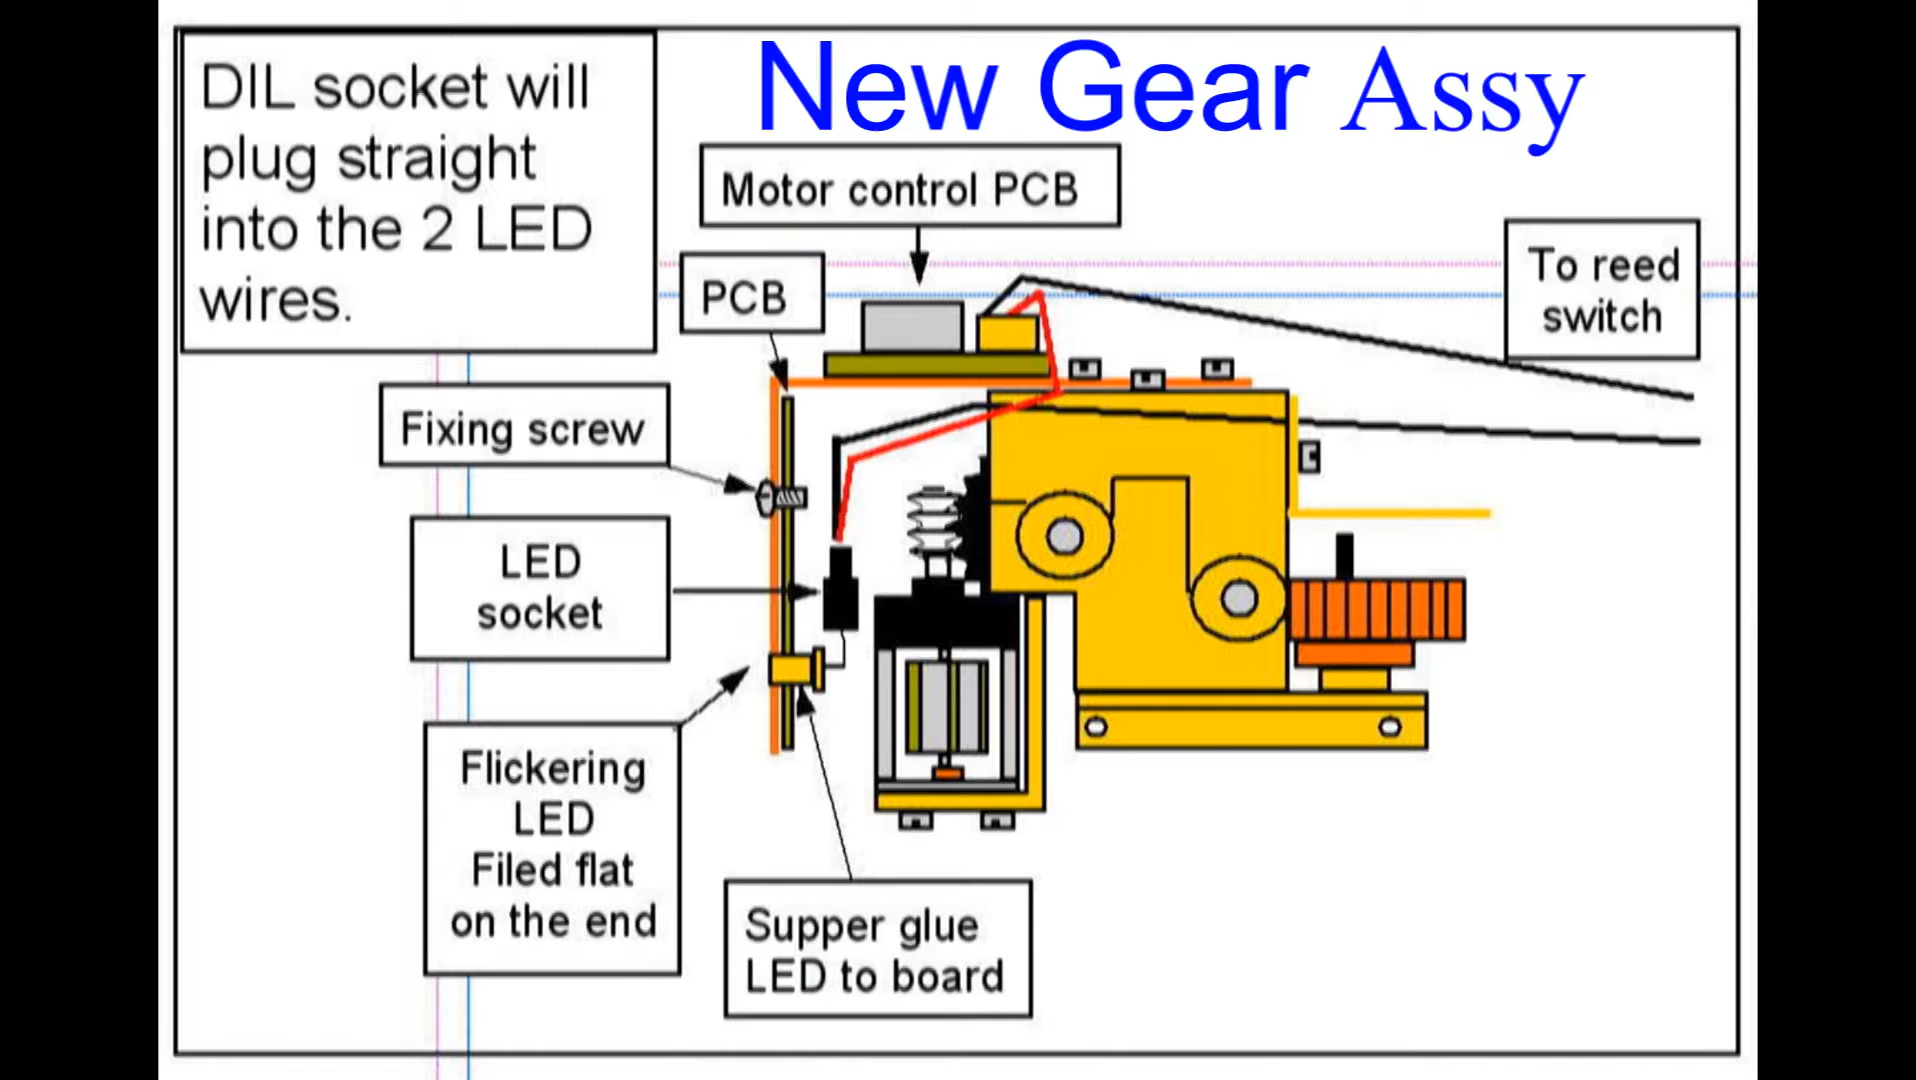 New Gear Assy
DIL socket will
plug straight
into the 2 LED
wires.
Motor control PCB
PCB
To reed
switch
Fixing screw
LED
socket
Flickering
LED
Filed flat
on the end
Supper glue
LED to board